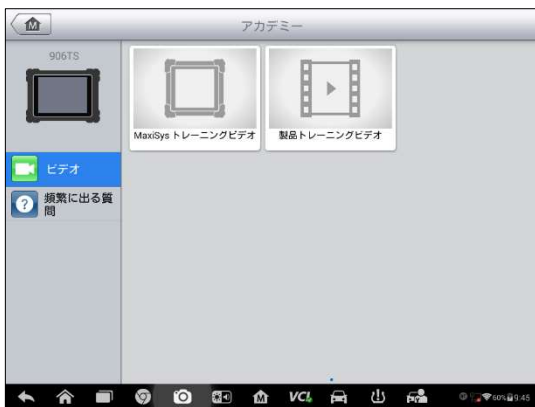 アカデミー
906TS
MaxiSys トレーニングビデオ
製品トレーニングビデオ
ビデオ
頻繁に出る質
問
VCI
60% 9:45